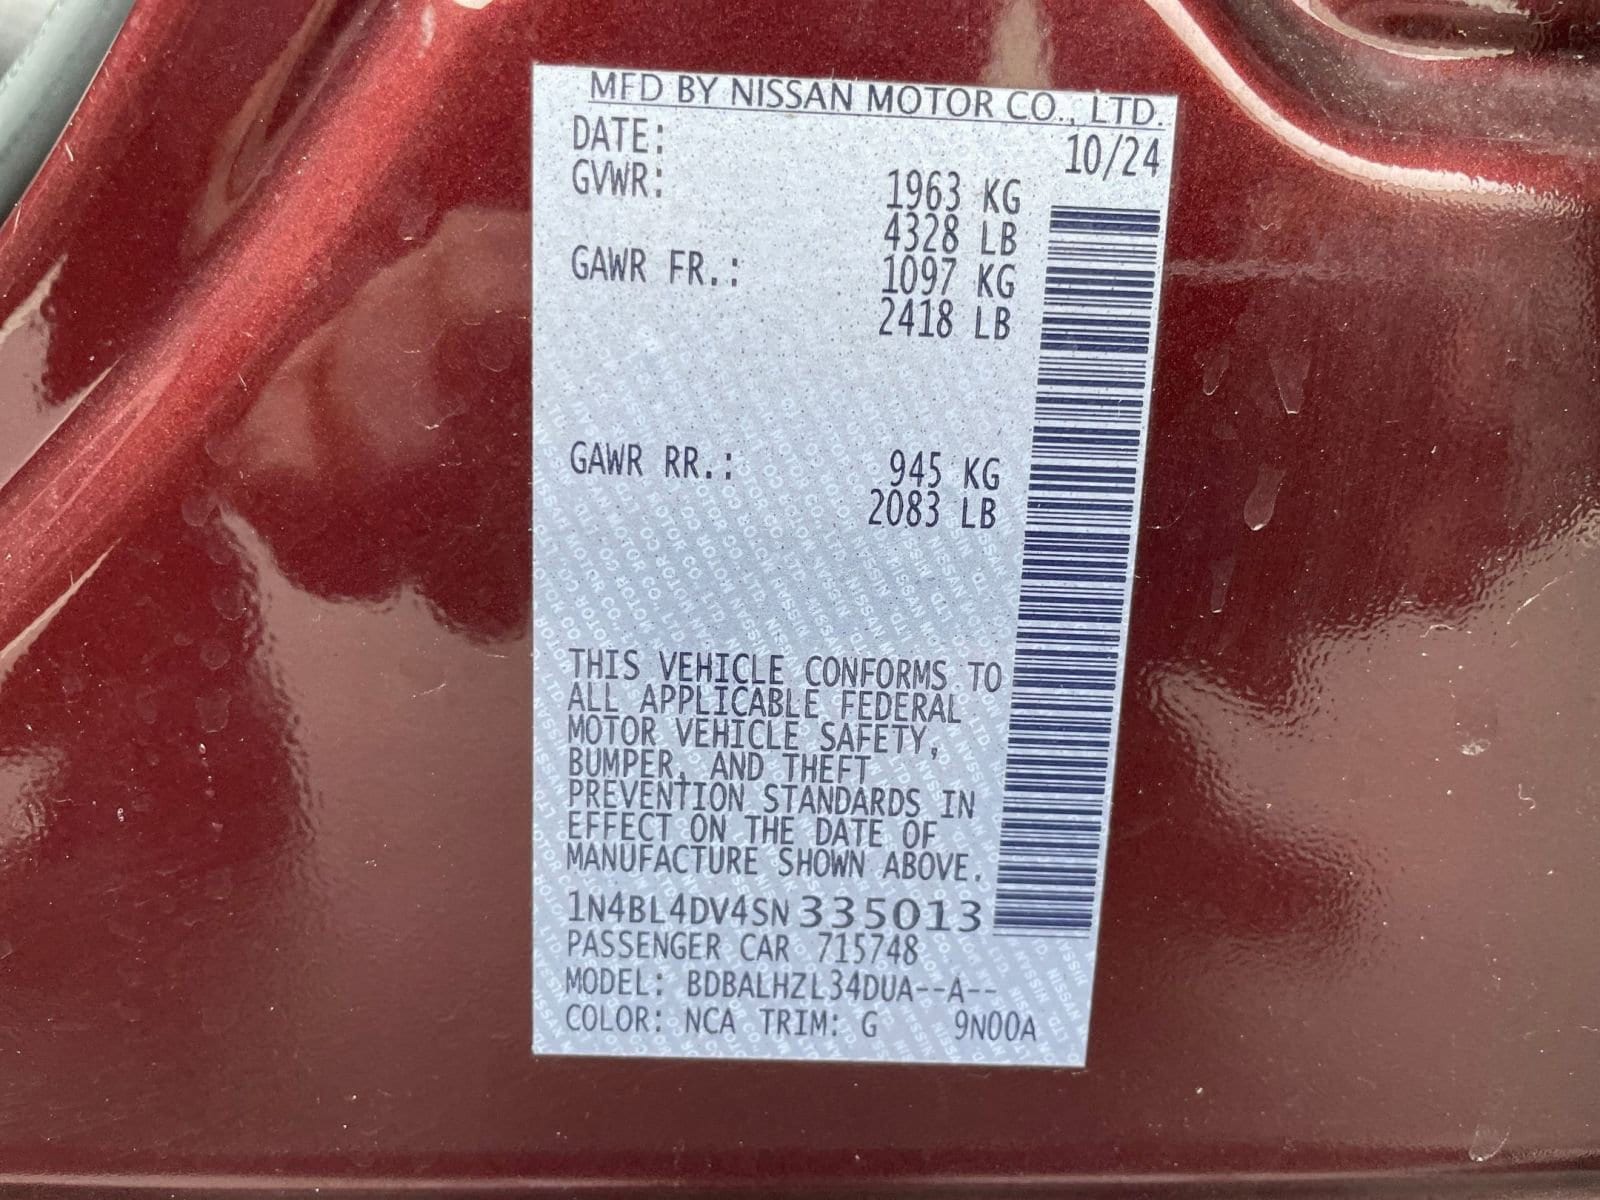 MFD BY NISSAN MOTOR CO., LTD.
DATE: 10/24
GVWR: 1963 KG
4328 LB
GAWR FR.: 1097 KG
2418 LB
GAWR RR.: 945 KG
2083 LB
THIS VEHICLE CONFORMS TO
ALL APPLICABLE FEDERAL
MOTOR VEHICLE SAFETY,
BUMPER, AND THEFT
PREVENTION STANDARDS IN
EFFECT ON THE DATE OF
MANUFACTURE SHOWN ABOVE.
1N4BL4DV4SN335013
PASSENGER CAR 715748
MODEL: BDBALHZL34DUA--A--
COLOR: NCA TRIM: G 9N00A